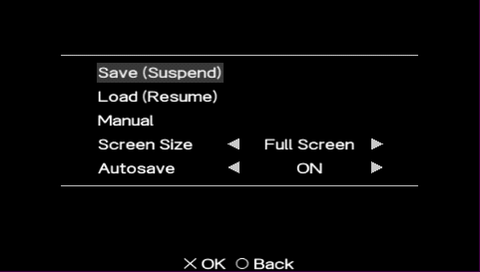 Save (Suspend)
Load (Resume)
Manual
Screen Size ◀ Full Screen ▶
Autosave ◀ ON ▶
✕ OK ○ Back